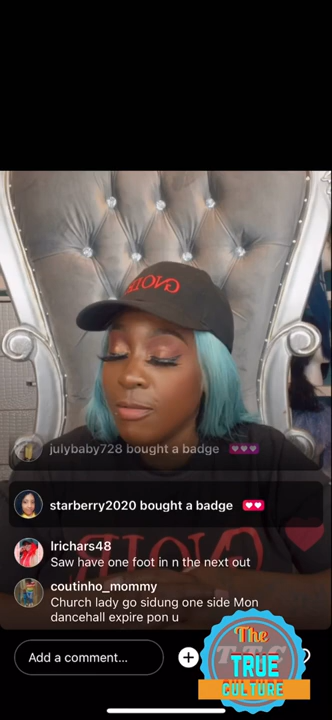 julybaby728 bought a badge
starberry2020 bought a badge
lrichars48
Saw have one foot in n the next out
coutinho_mommy
Church lady go sidung one side Mon
dancehall expire pon u
Add a comment...
The
T.T.C
TRUE
CULTURE